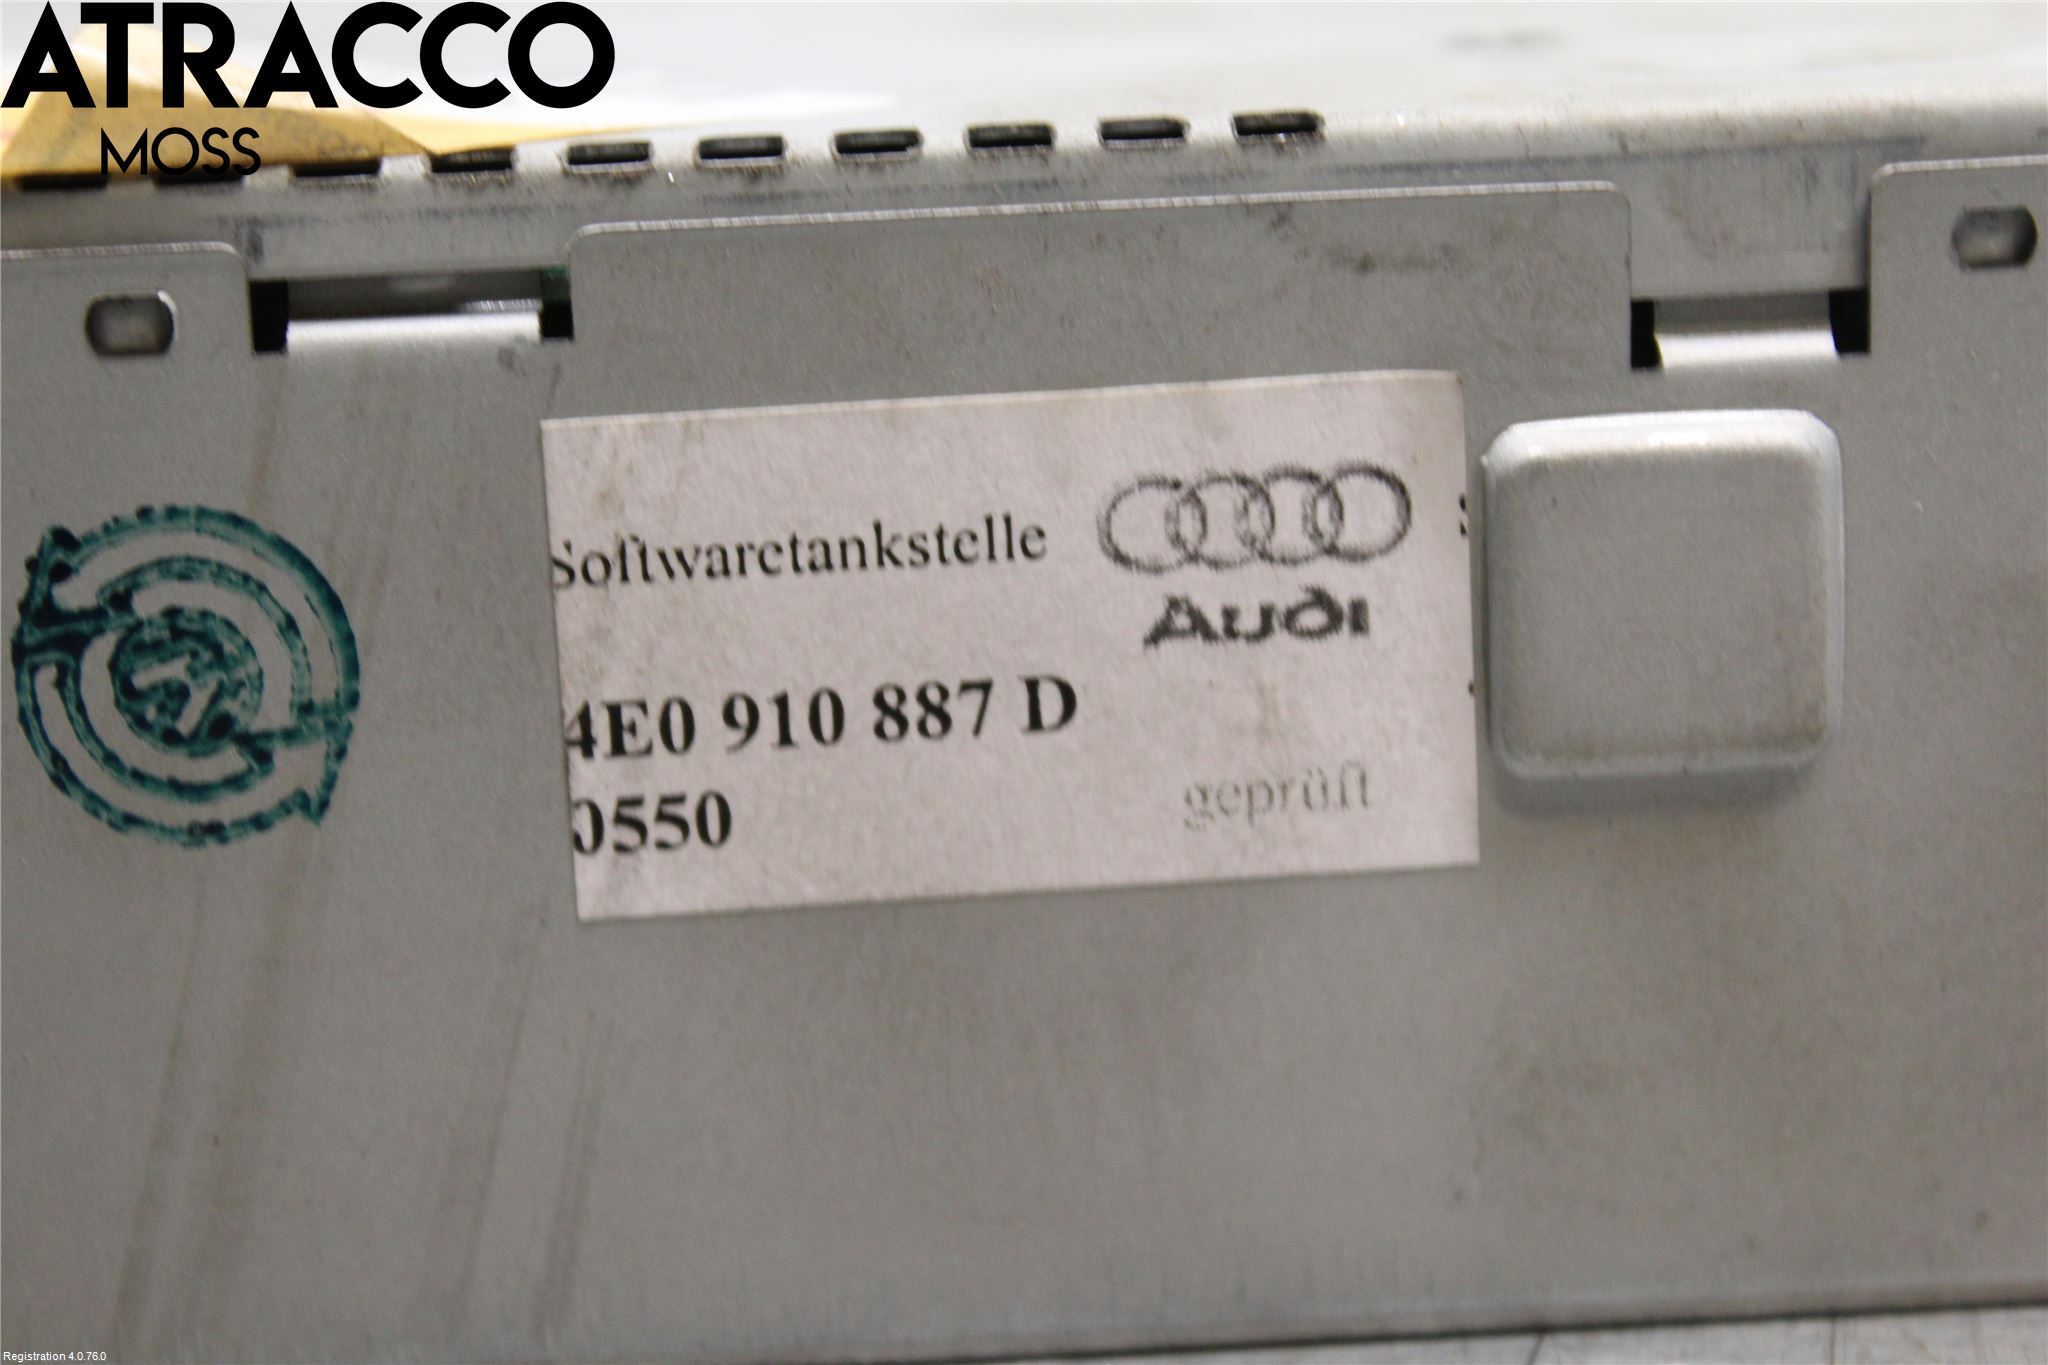 ATRACCO
MOSS
Softwaretankstelle
Audi
4E0 910 887 D
0550
geprüft
Registration 4.0.76.0